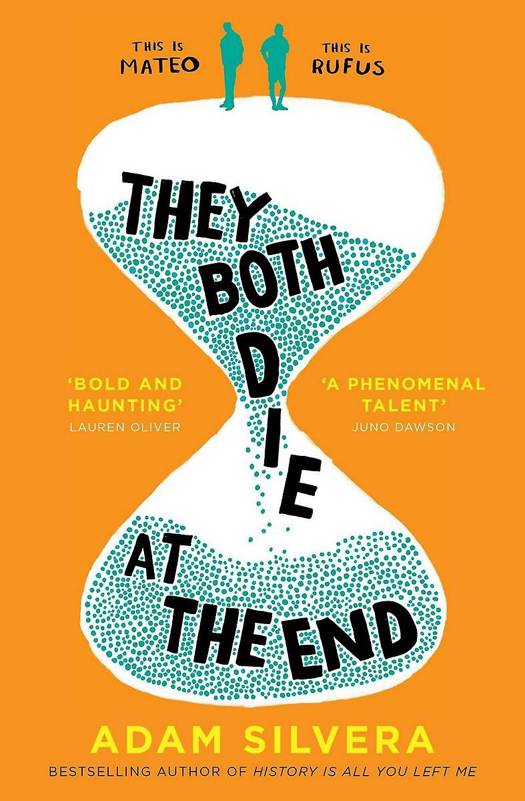 THIS IS
MATEO
THIS IS
RUFUS
THEY
BOTH
DIE
AT
THE END
'BOLD AND
HAUNTING'
LAUREN OLIVER
'A PHENOMENAL
TALENT'
JUNO DAWSON
ADAM SILVERA
BESTSELLING AUTHOR OF HISTORY IS ALL YOU LEFT ME